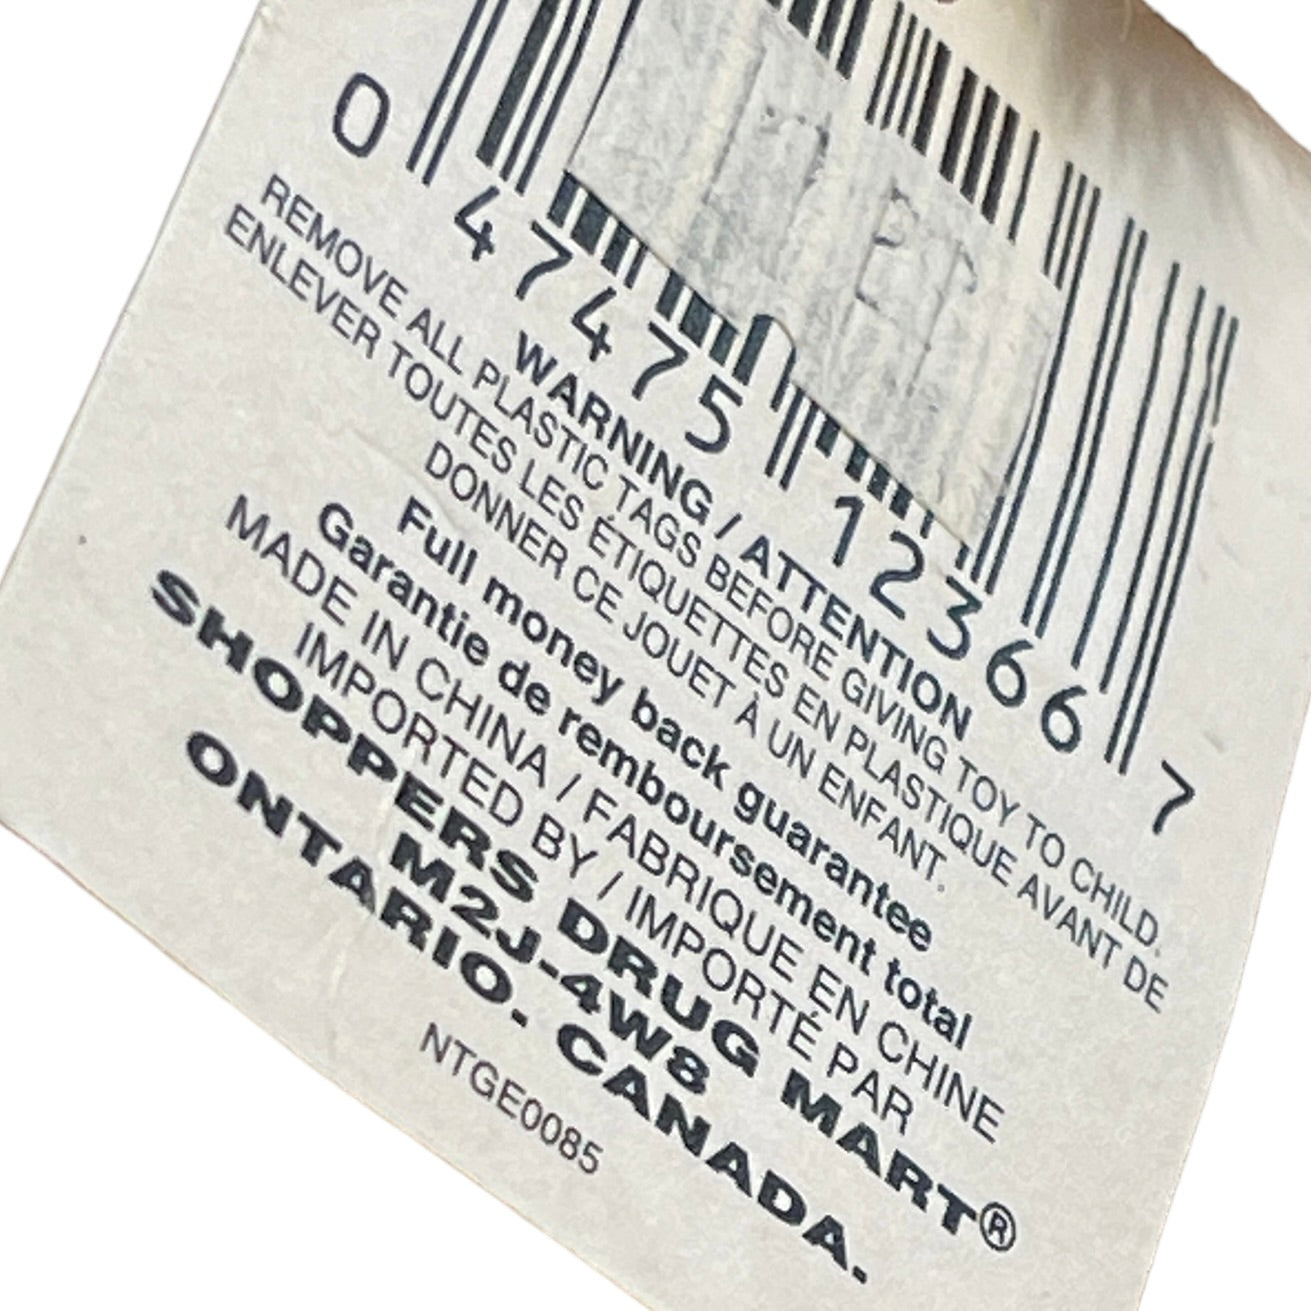 0 47475 12366 7
WARNING / ATTENTION
REMOVE ALL PLASTIC TAGS BEFORE GIVING TOY TO CHILD.
ENLEVER TOUTES LES ÉTIQUETTES EN PLASTIQUE AVANT DE
DONNER CE JOUET À UN ENFANT.
Full money back guarantee
Garantie de remboursement total
MADE IN CHINA / FABRIQUE EN CHINE
IMPORTED BY / IMPORTÉ PAR
SHOPPERS DRUG MART®
M2J-4W8
ONTARIO. CANADA.
NTGE0085